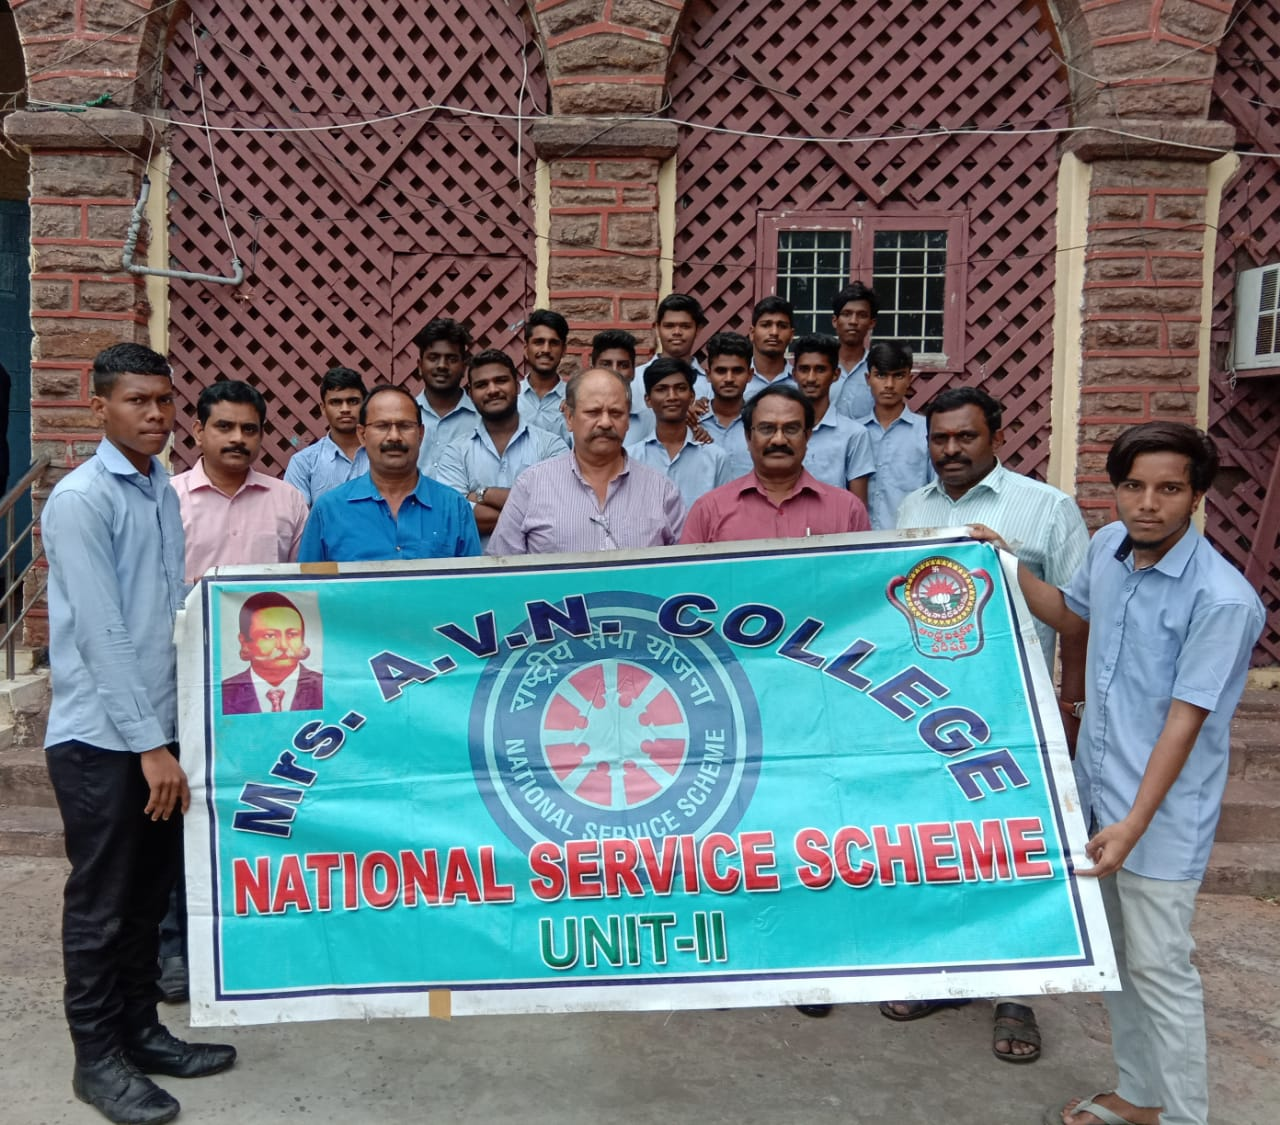 Mrs. A.V.N. COLLEGE
राष्ट्रीय सेवा योजना
NATIONAL SERVICE SCHEME
NATIONAL SERVICE SCHEME
UNIT-II